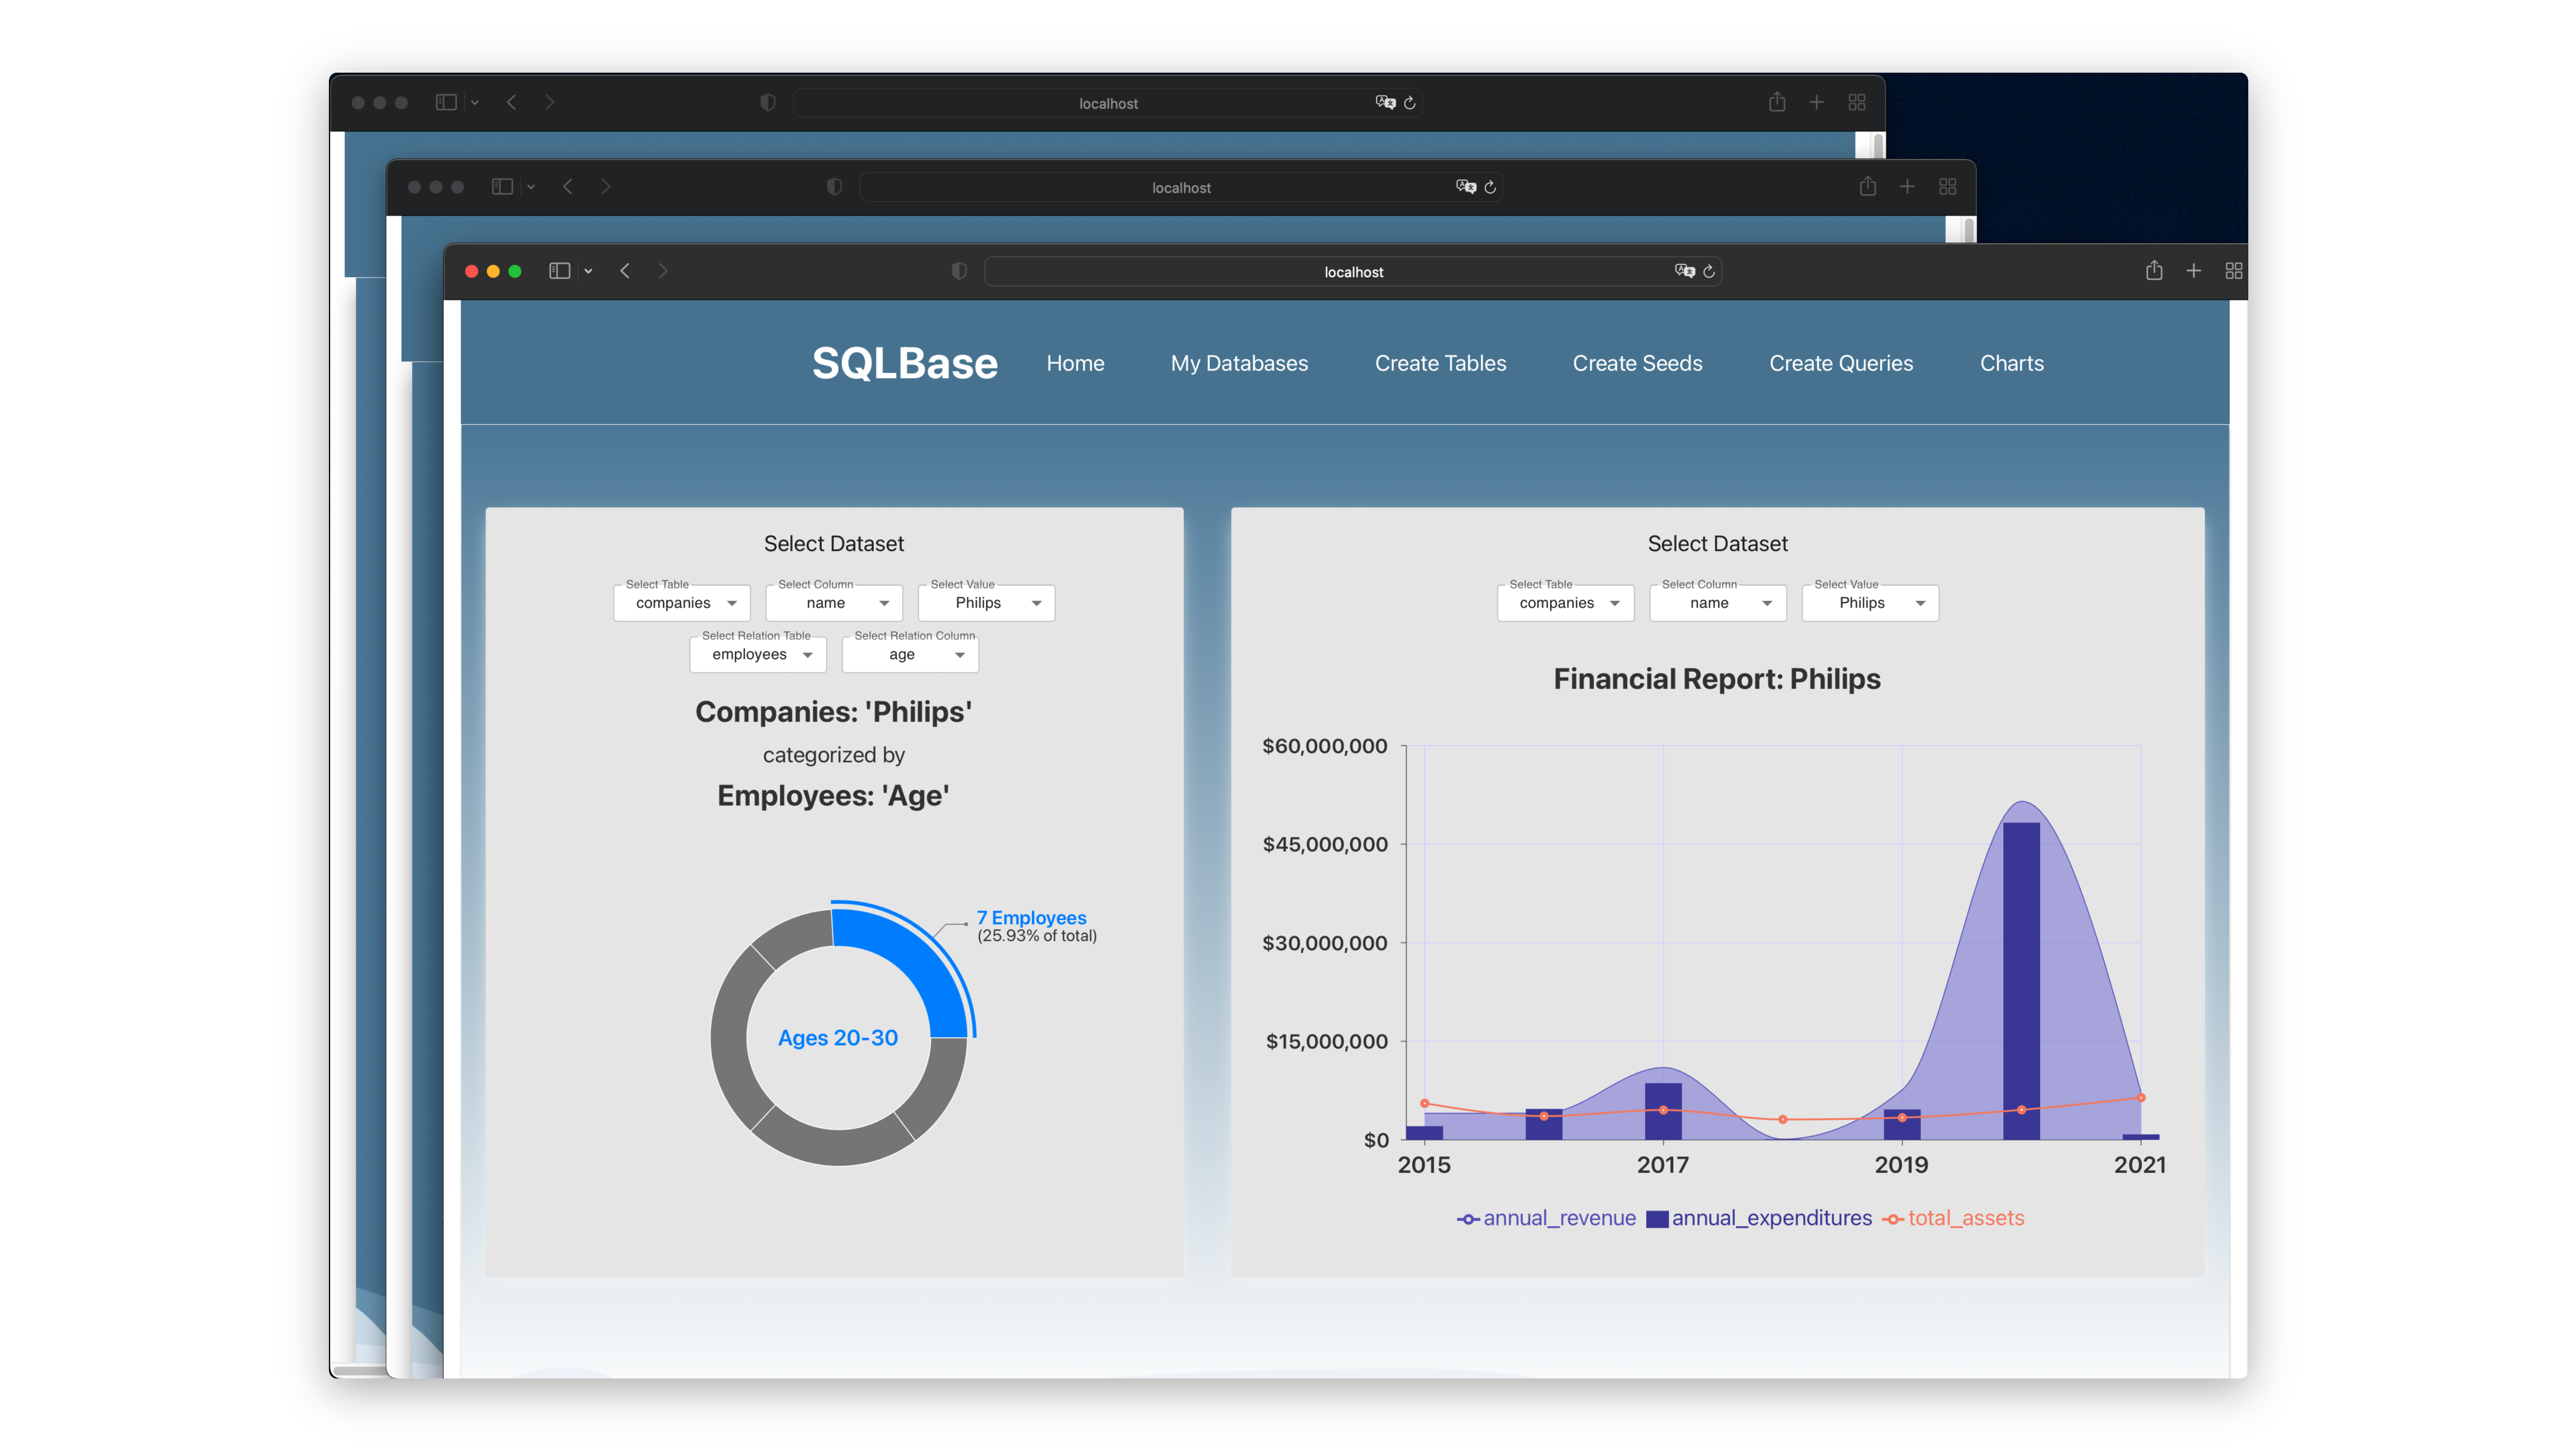 localhost
localhost
localhost
SQLBase Home My Databases Create Tables Create Seeds Create Queries Charts
Select Dataset
Select Table Select Column Select Value
companies name Philips
Select Relation Table Select Relation Column
employees age
Companies: 'Philips'
categorized by
Employees: 'Age'
7 Employees
(25.93% of total)
Ages 20-30
Select Dataset
Select Table Select Column Select Value
companies name Philips
Financial Report: Philips
$60,000,000
$45,000,000
$30,000,000
$15,000,000
$0
2015 2017 2019 2021
annual_revenue annual_expenditures total_assets